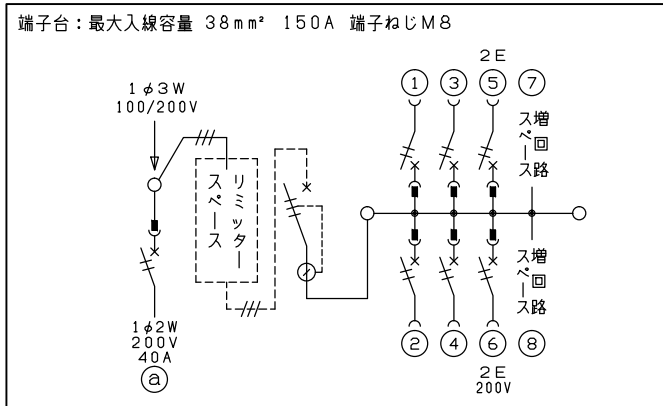 端子台：最大入線容量 38mm² 150A 端子ねじM8
1φ3W
100/200V
リミッター
スペース
1φ2W
200V
40A
a
2E
1 3 5 7
増回路
スペース
増回路
スペース
2 4 6 8
2E
200V